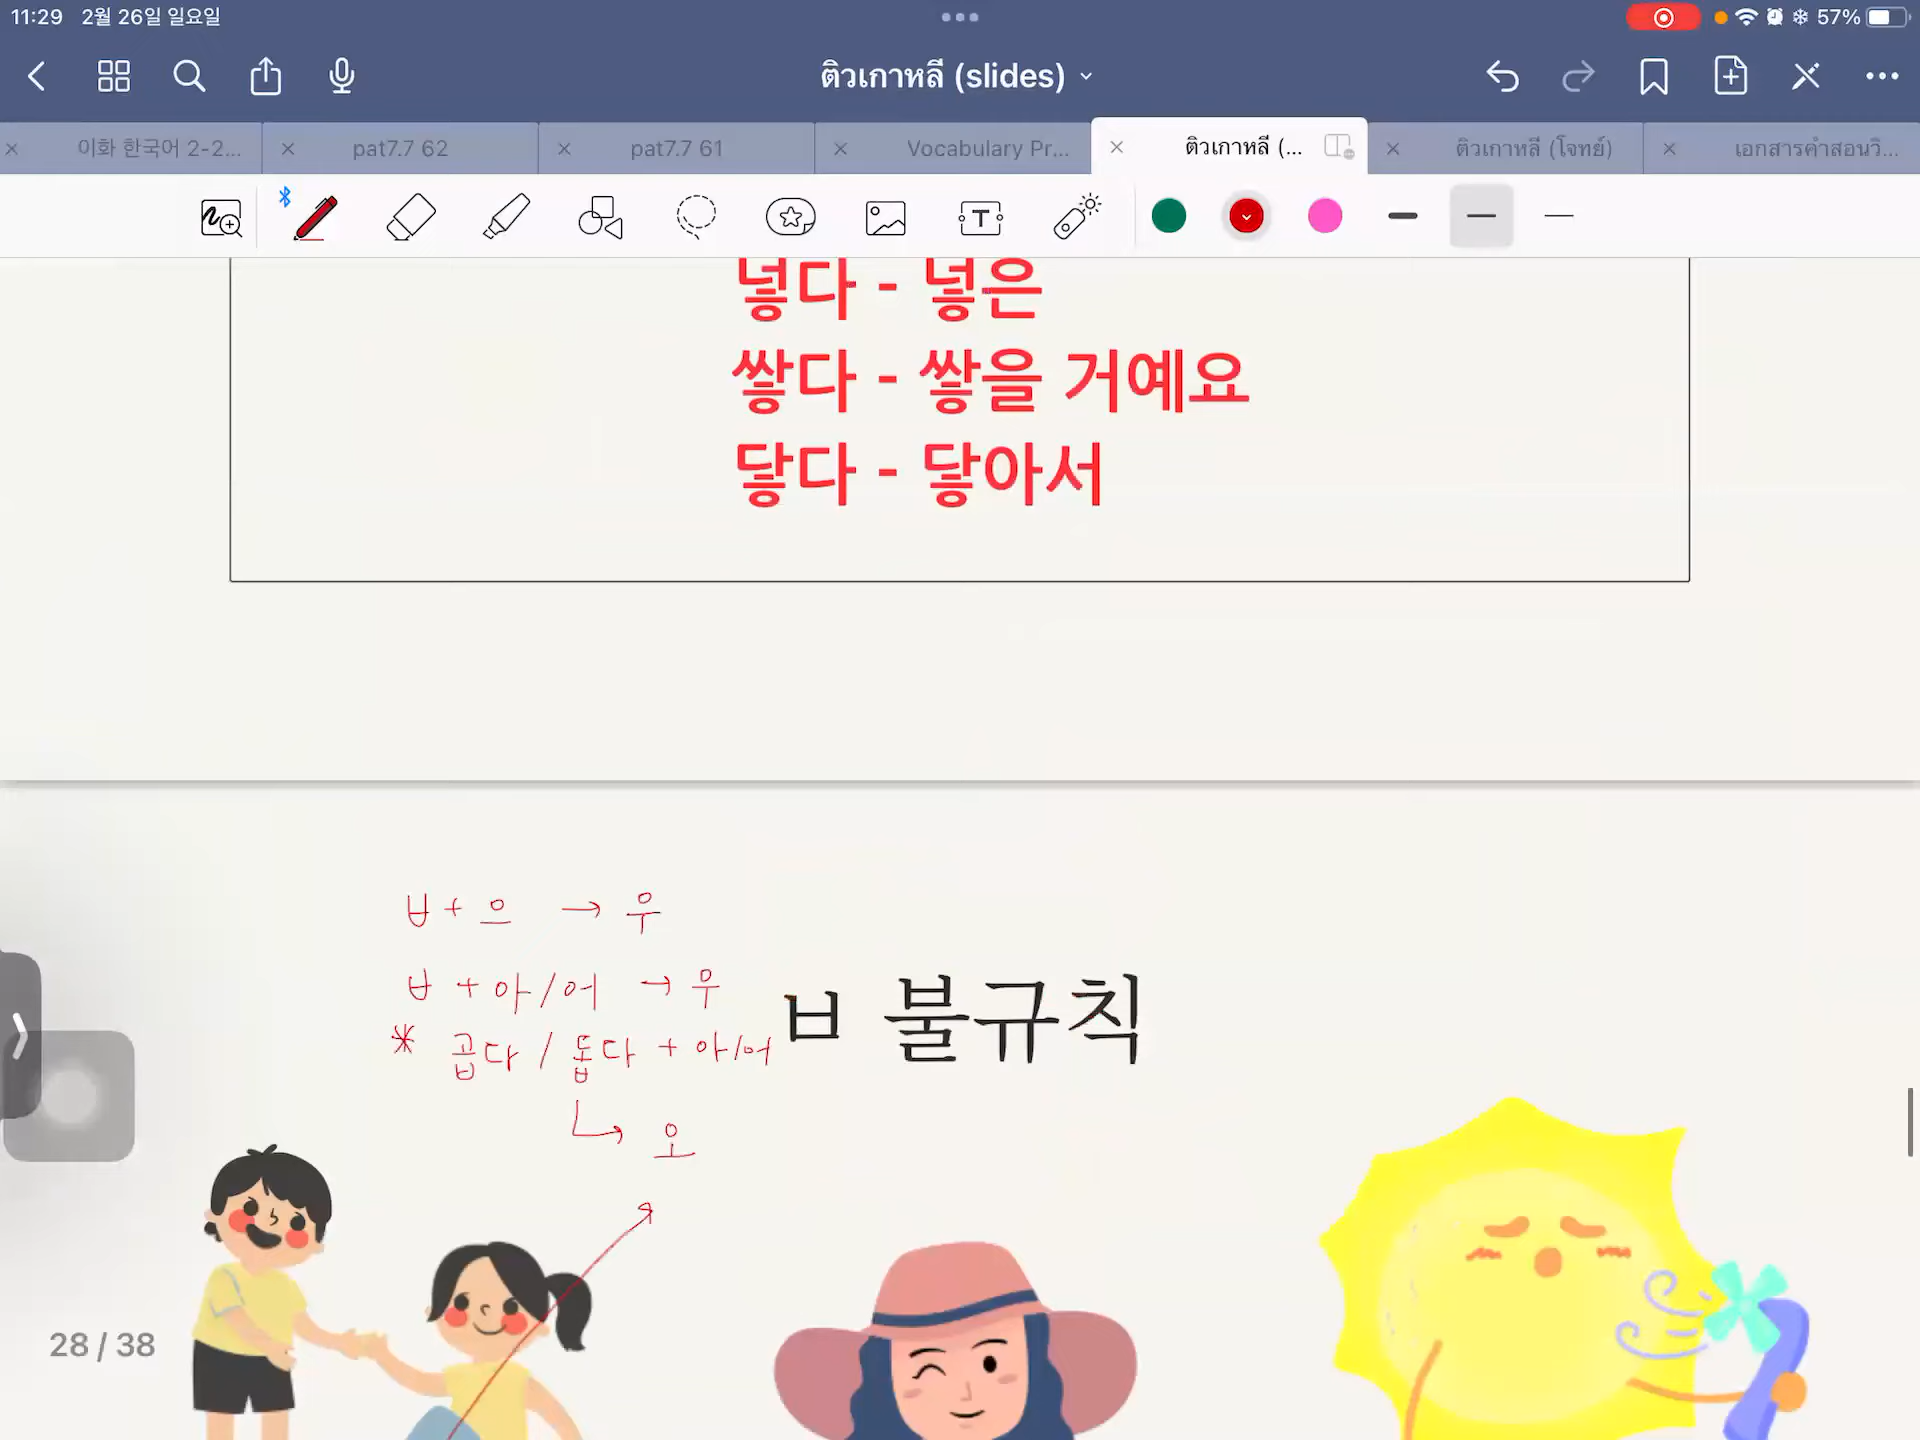 11:29 2월 26일 일요일 57%
ติวเกาหลี (slides)
이화 한국어 2-2... pat7.7 62 pat7.7 61 Vocabulary Pr... ติวเกาหลี (... ติวเกาหลี (โจทย์) เอกสารคำสอนวิ...
넣다 - 넣은
쌓다 - 쌓을 거예요
닿다 - 닿아서
ㅂ + 으 → 우
ㅂ + 아/어 → 우
ㅂ 불규칙
* 곱다 / 돕다 + 아/어
↳ 오
28 / 38